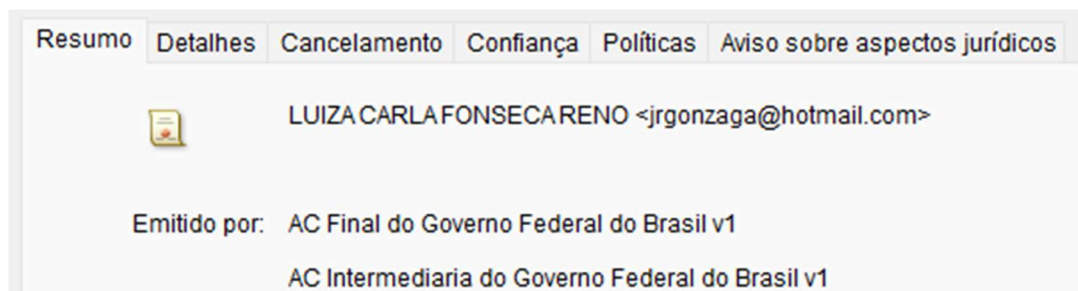 Resumo Detalhes Cancelamento Confiança Políticas Aviso sobre aspectos jurídicos
LUIZA CARLA FONSECA RENO <jrgonzaga@hotmail.com>
Emitido por: AC Final do Governo Federal do Brasil v1
AC Intermediaria do Governo Federal do Brasil v1